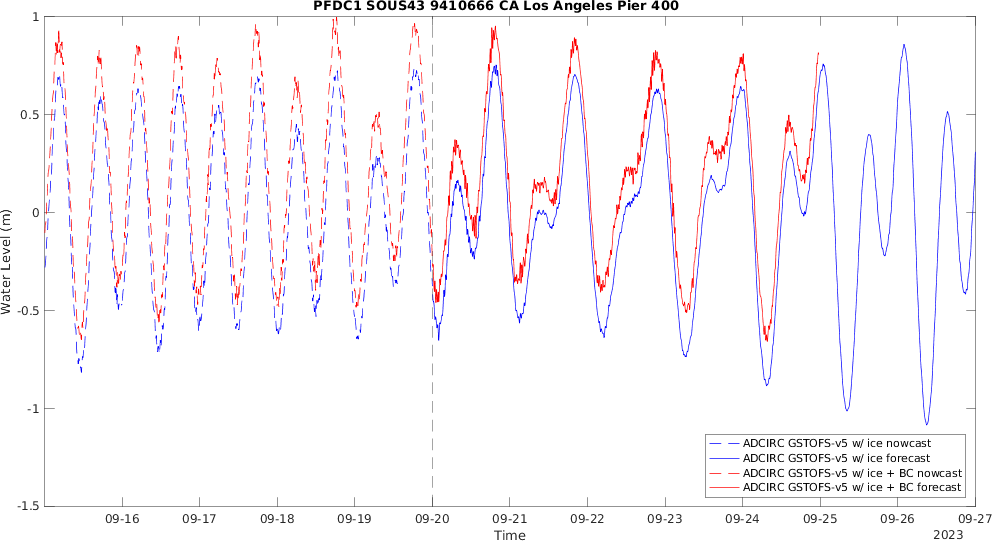 PFDC1 SOUS43 9410666 CA Los Angeles Pier 400
1
0.5
0
-0.5
-1
-1.5
Water Level (m)
ADCIRC GSTOFS-v5 w/ ice nowcast
ADCIRC GSTOFS-v5 w/ ice forecast
ADCIRC GSTOFS-v5 w/ ice + BC nowcast
ADCIRC GSTOFS-v5 w/ ice + BC forecast
09-16 09-17 09-18 09-19 09-20 09-21 09-22 09-23 09-24 09-25 09-26 09-27
Time
2023